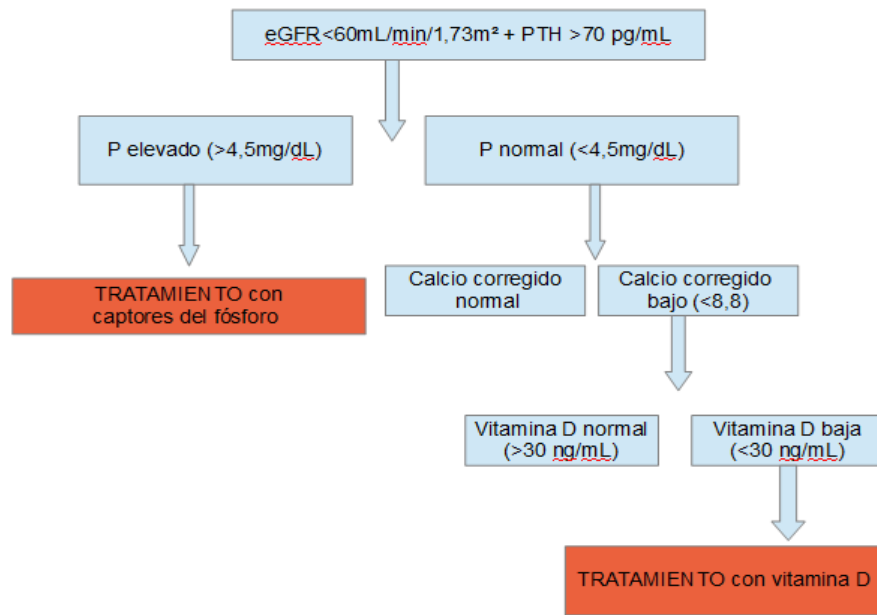 eGFR<60mL/min/1,73m² + PTH >70 pg/mL
P elevado (>4,5mg/dL)
P normal (<4,5mg/dL)
TRATAMIENTO con
captores del fósforo
Calcio corregido
normal
Calcio corregido
bajo (<8,8)
Vitamina D normal
(>30 ng/mL)
Vitamina D baja
(<30 ng/mL)
TRATAMIENTO con vitamina D